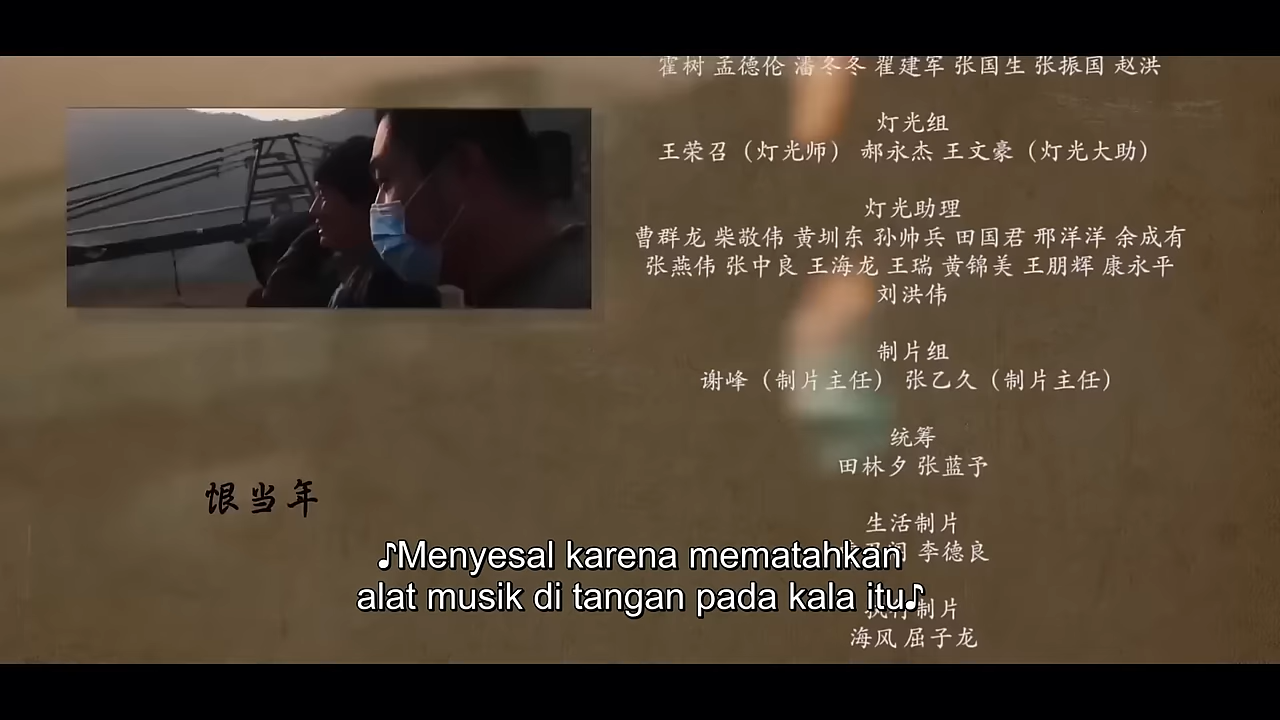 霍树 孟德伦 潘冬冬 翟建军 张国生 张振国 赵洪
灯光组
王荣召（灯光师） 郝永杰 王文豪（灯光大助）
灯光助理
曹群龙 柴敬伟 黄圳东 孙帅兵 田国君 邢洋洋 余成有
张燕伟 张中良 王海龙 王瑞 黄锦美 王朋辉 康永平
刘洪伟
制片组
谢峰（制片主任） 张乙久（制片主任）
统筹
田林夕 张蓝予
恨当年
生活制片
李德良
♪Menyesal karena mematahkan
alat musik di tangan pada kala itu♪
制片
海风 屈子龙